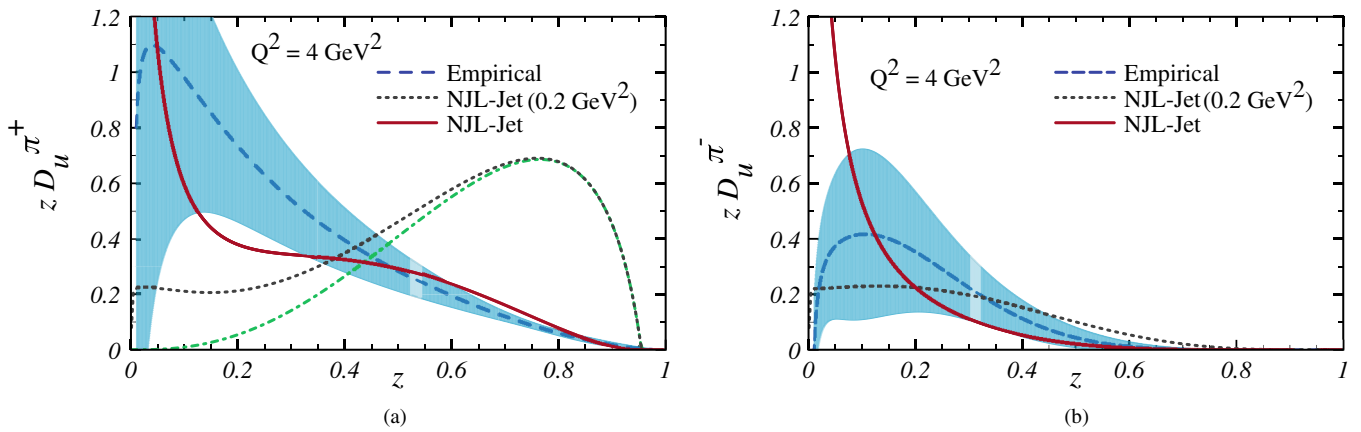 1.2
1
0.8
0.6
0.4
0.2
0
z D_u^{π^+}
Q² = 4 GeV²
Empirical
NJL-Jet (0.2 GeV²)
NJL-Jet
0 0.2 0.4 0.6 0.8 1
z
(a)
1.2
1
0.8
0.6
0.4
0.2
0
z D_u^{π^-}
Q² = 4 GeV²
Empirical
NJL-Jet (0.2 GeV²)
NJL-Jet
0 0.2 0.4 0.6 0.8 1
z
(b)